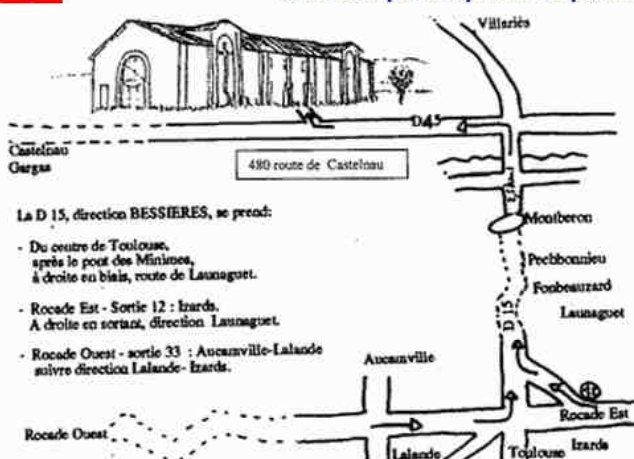 Villariès
D45
Castelnau
Gargas
480 route de Castelnau
La D 15, direction BESSIERES, se prend:
- Du centre de Toulouse,
après le pont des Minimes,
à droite en biais, route de Launaguet.
- Rocade Est - Sortie 12 : Izards.
A droite en sortant, direction Launaguet.
- Rocade Ouest - sortie 33 : Aucamville-Lalande
suivre direction Lalande- Izards.
Montberon
Pechbonnieu
Fonbeauzard
Launaguet
D 15
Aucamville
Rocade Est
Rocade Ouest
Lalande
Toulouse
Izards